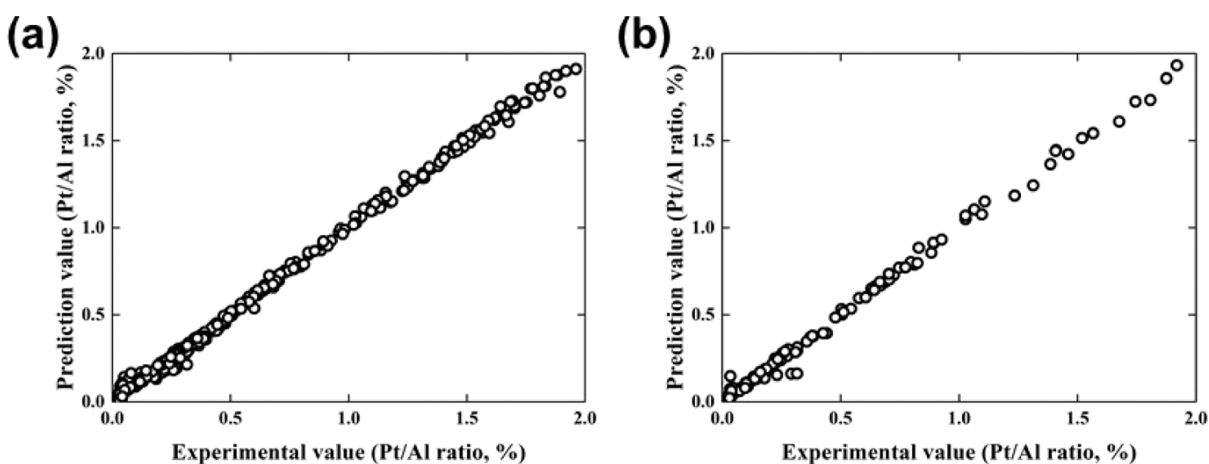 (a)
Prediction value (Pt/Al ratio, %)
2.0
1.5
1.0
0.5
0.0
0.0 0.5 1.0 1.5 2.0
Experimental value (Pt/Al ratio, %)
(b)
Prediction value (Pt/Al ratio, %)
2.0
1.5
1.0
0.5
0.0
0.0 0.5 1.0 1.5 2.0
Experimental value (Pt/Al ratio, %)